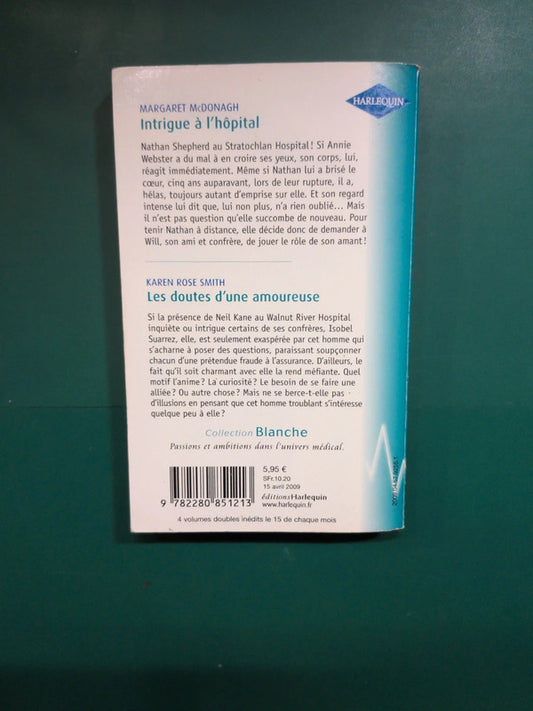 HARLEQUIN
MARGARET McDONAGH
Intrigue à l'hôpital
Nathan Shepherd au Stratochlan Hospital ! Si Annie
Webster a du mal à en croire ses yeux, son corps, lui,
réagit immédiatement. Même si Nathan lui a brisé le
cœur, cinq ans auparavant, lors de leur rupture, il a,
hélas, toujours autant d'emprise sur elle. Et son regard
intense lui dit que, lui non plus, n'a rien oublié... Mais
il n'est pas question qu'elle succombe de nouveau. Pour
tenir Nathan à distance, elle décide donc de demander à
Will, son ami et confrère, de jouer le rôle de son amant !
KAREN ROSE SMITH
Les doutes d'une amoureuse
Si la présence de Neil Kane au Walnut River Hospital
inquiète ou intrigue certains de ses confrères, Isobel
Suarrez, elle, est seulement exaspérée par cet homme qui
s'acharne à poser des questions, paraissant soupçonner
chacun d'une prétendue fraude à l'assurance. D'ailleurs, le
fait qu'il soit charmant avec elle la rend méfiante. Quel
motif l'anime ? La curiosité ? Le besoin de se faire une
alliée ? Ou autre chose ? Mais ne se berce-t-elle pas
d'illusions en pensant que cet homme troublant s'intéresse
quelque peu à elle ?
Collection Blanche
Passions et ambitions dans l'univers médical.
5,95 €
SFr.10.20
15 avril 2009
éditionsHarlequin
www.harlequin.fr
9 782280 851213
4 volumes doubles inédits le 15 de chaque mois